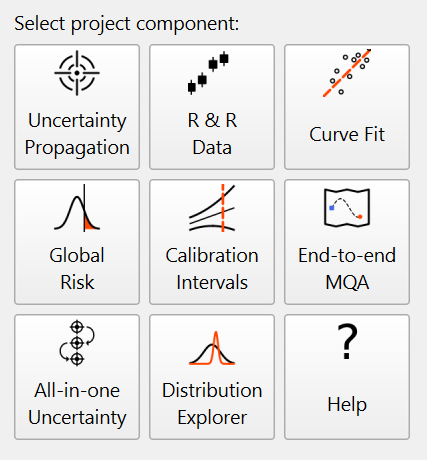 Select project component:
Uncertainty
Propagation
R & R
Data
Curve Fit
Global
Risk
Calibration
Intervals
End-to-end
MQA
All-in-one
Uncertainty
Distribution
Explorer
?
Help